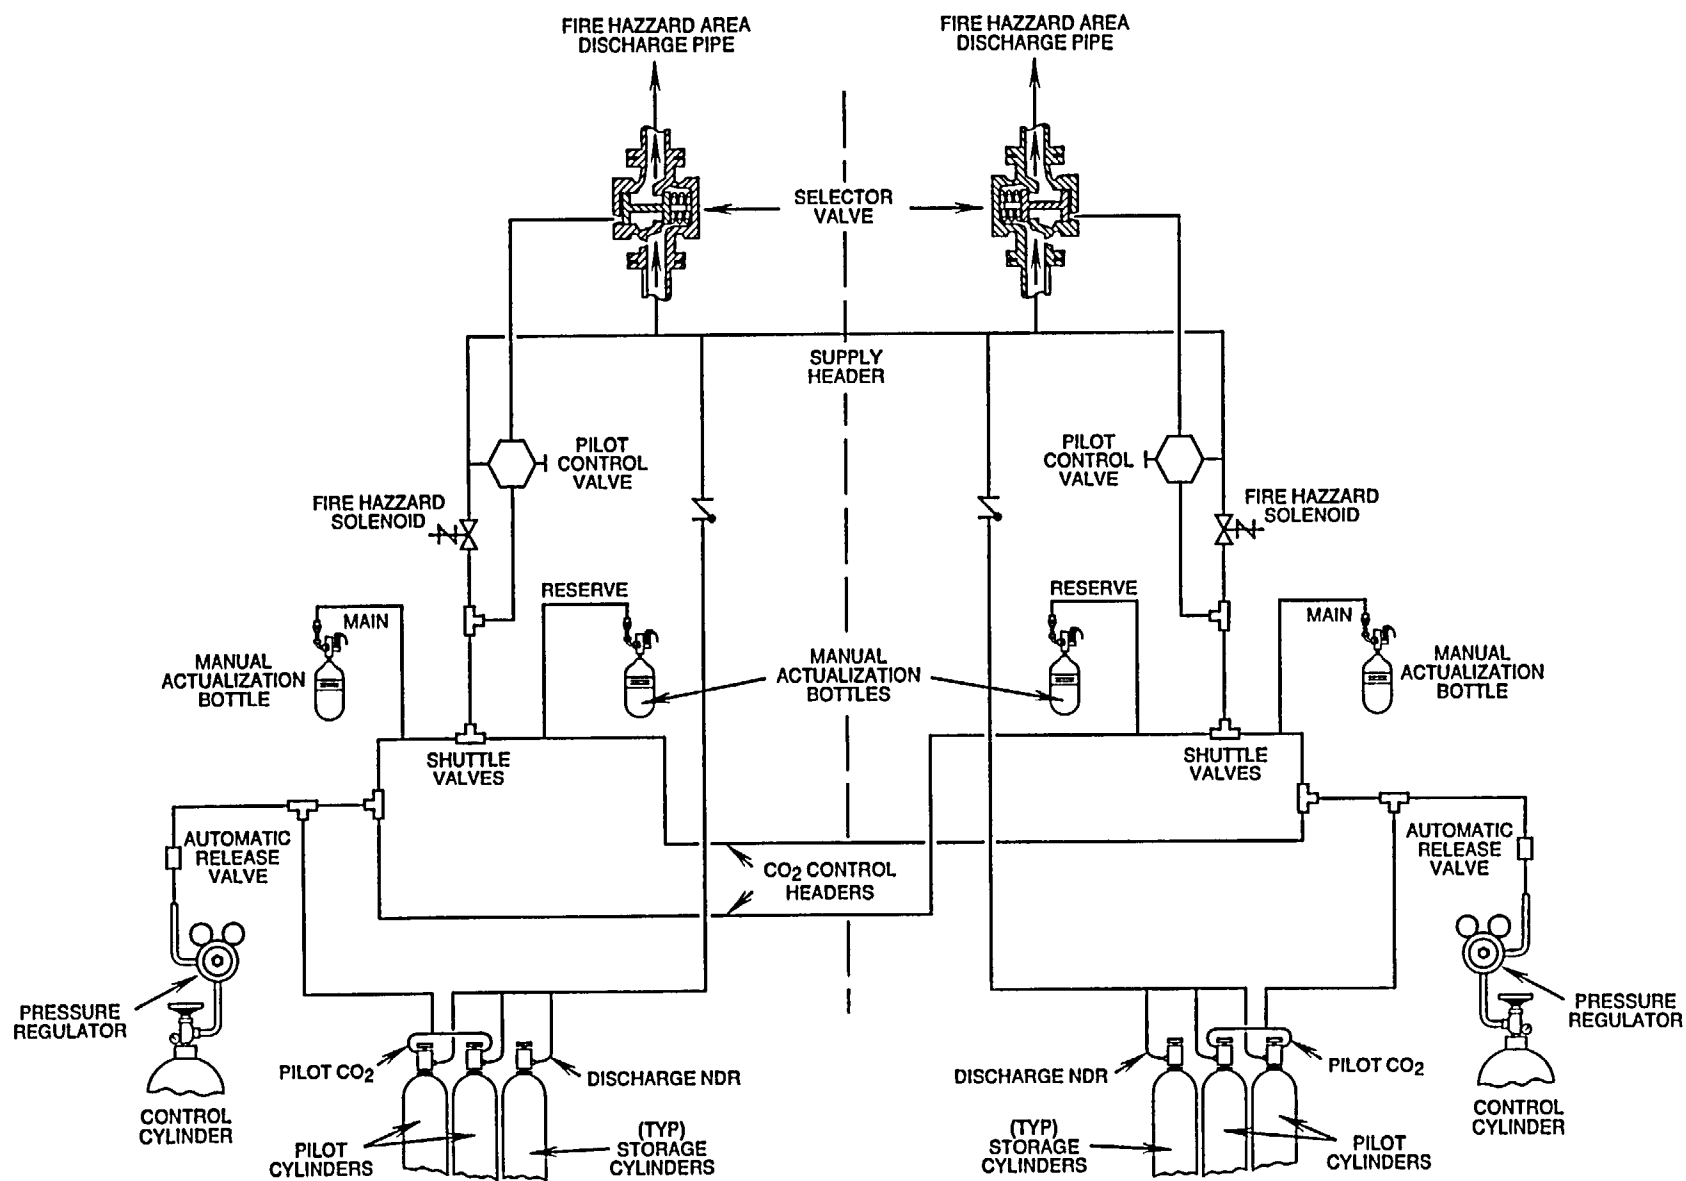 FIRE HAZZARD AREA
DISCHARGE PIPE
FIRE HAZZARD AREA
DISCHARGE PIPE
SELECTOR
VALVE
SUPPLY
HEADER
PILOT
CONTROL
VALVE
PILOT
CONTROL
VALVE
FIRE HAZZARD
SOLENOID
FIRE HAZZARD
SOLENOID
RESERVE
RESERVE
MAIN
MAIN
MANUAL
ACTUALIZATION
BOTTLE
MANUAL
ACTUALIZATION
BOTTLES
MANUAL
ACTUALIZATION
BOTTLE
SHUTTLE
VALVES
SHUTTLE
VALVES
AUTOMATIC
RELEASE
VALVE
CO2 CONTROL
HEADERS
AUTOMATIC
RELEASE
VALVE
PRESSURE
REGULATOR
PRESSURE
REGULATOR
PILOT CO2
DISCHARGE NDR
DISCHARGE NDR
PILOT CO2
CONTROL
CYLINDER
PILOT
CYLINDERS
(TYP)
STORAGE
CYLINDERS
(TYP)
STORAGE
CYLINDERS
PILOT
CYLINDERS
CONTROL
CYLINDER